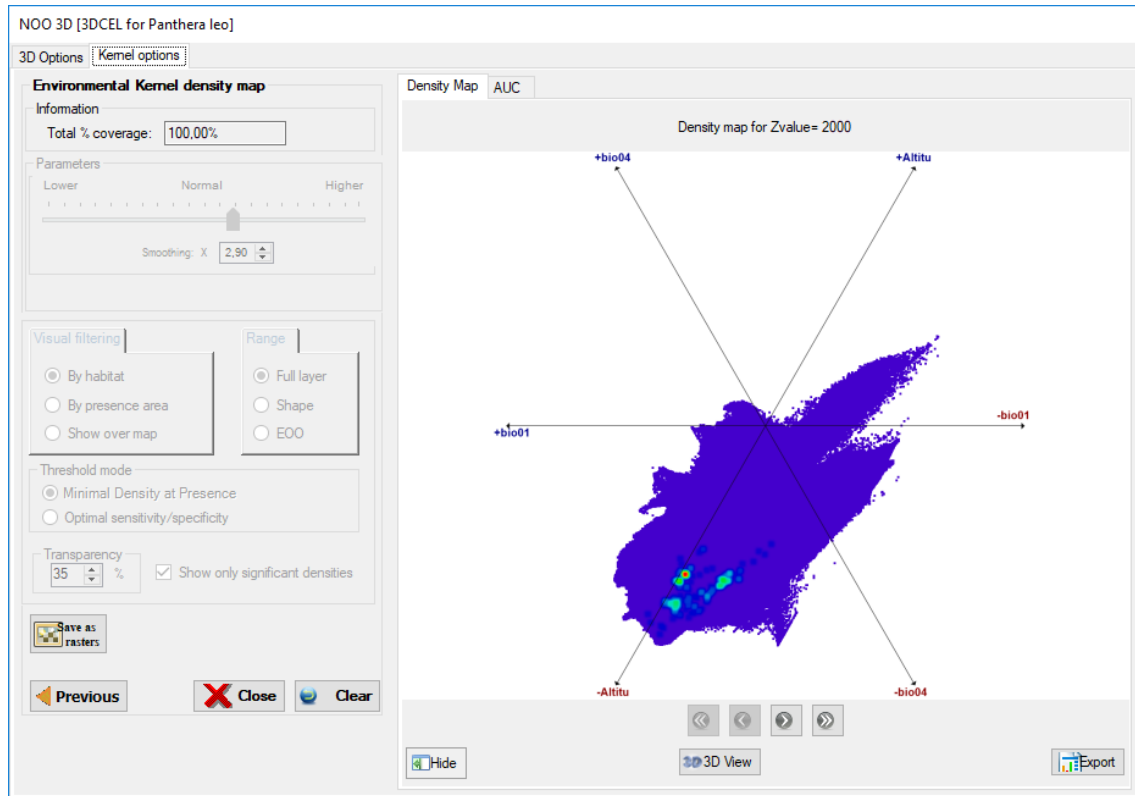 NOO 3D [3DCEL for Panthera leo]
3D Options Kernel options
Environmental Kernel density map
Information
Total % coverage: 100,00%
Parameters
Lower Normal Higher
Smoothing: X 2,90
Visual filtering
By habitat
By presence area
Show over map
Range
Full layer
Shape
EOO
Threshold mode
Minimal Density at Presence
Optimal sensitivity/specificity
Transparency
35 %
Show only significant densities
Save as
rasters
Previous
Close
Clear
Density Map AUC
Density map for Zvalue= 2000
+bio04 +Altitu
+bio01 -bio01
-Altitu -bio04
Hide
3D 3D View
Export